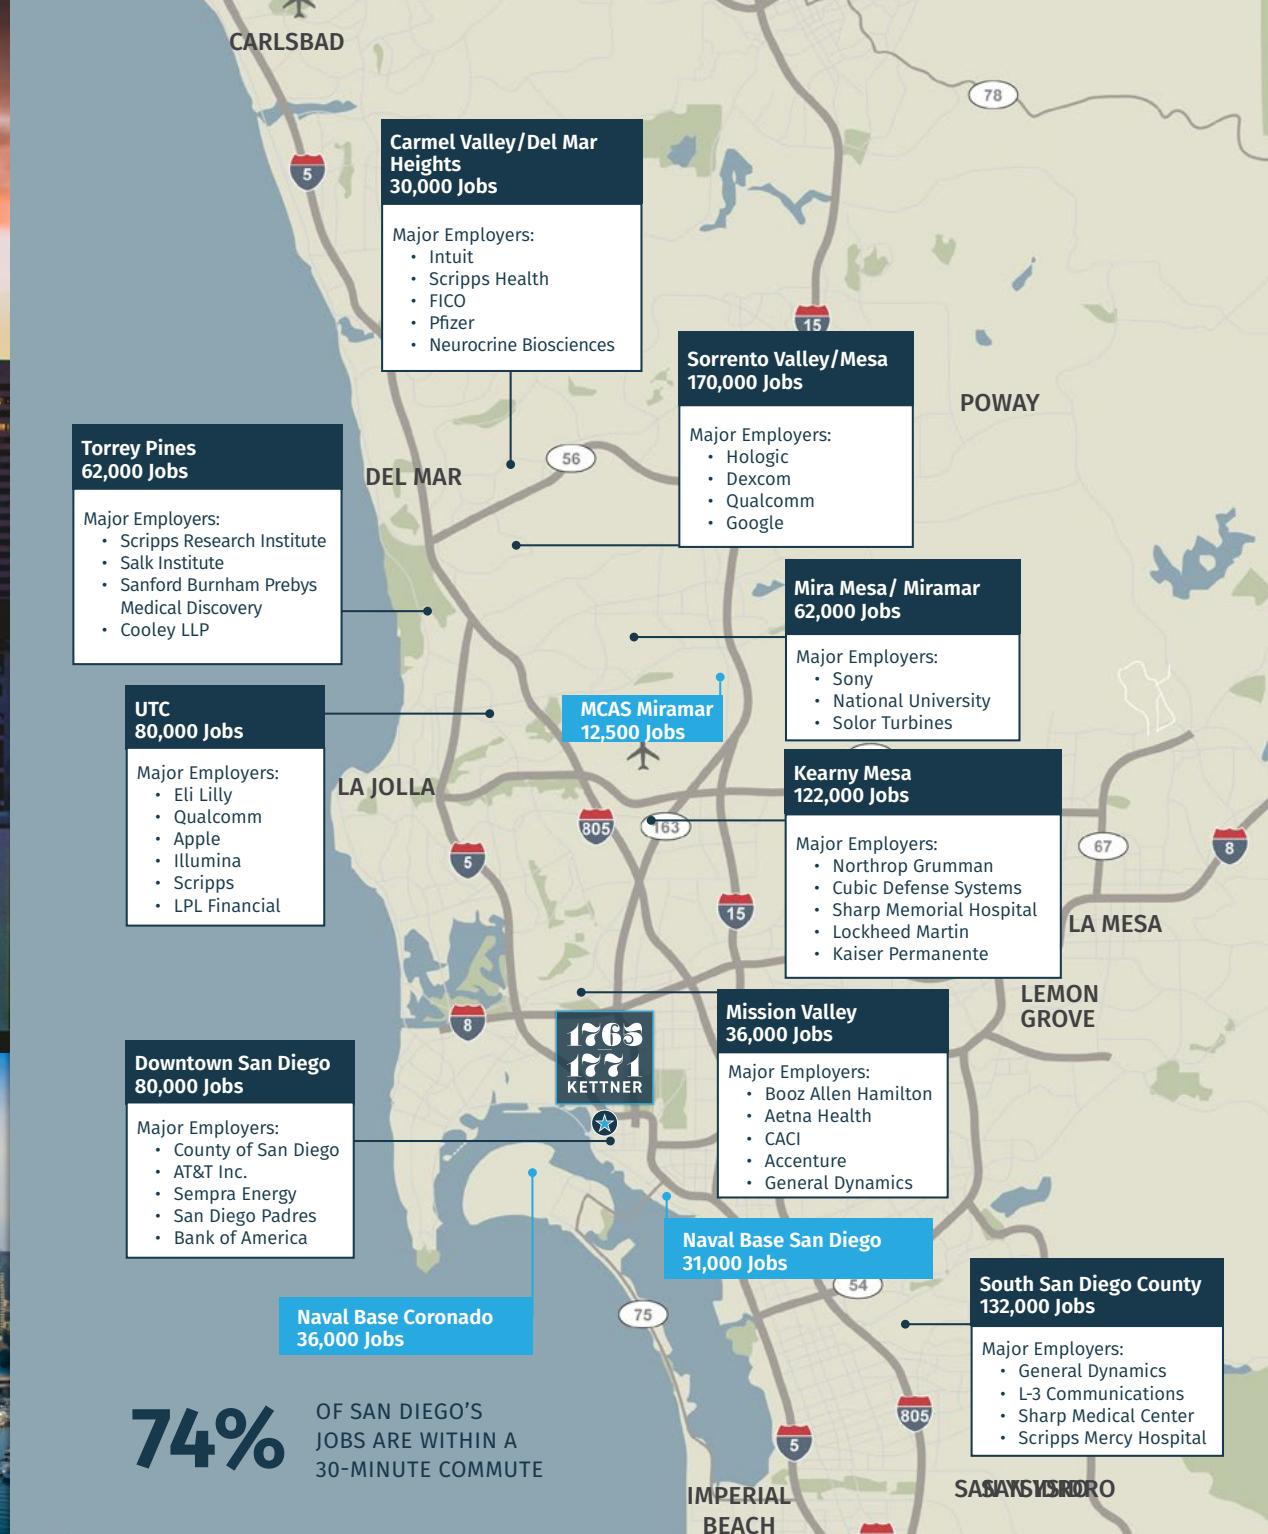 CARLSBAD
78
Carmel Valley/Del Mar
Heights
30,000 Jobs
Major Employers:
• Intuit
• Scripps Health
• FICO
• Pfizer
• Neurocrine Biosciences
5
15
Sorrento Valley/Mesa
170,000 Jobs
Major Employers:
• Hologic
• Dexcom
• Qualcomm
• Google
POWAY
Torrey Pines
62,000 Jobs
Major Employers:
• Scripps Research Institute
• Salk Institute
• Sanford Burnham Prebys
Medical Discovery
• Cooley LLP
DEL MAR
56
Mira Mesa/ Miramar
62,000 Jobs
Major Employers:
• Sony
• National University
• Solor Turbines
UTC
80,000 Jobs
Major Employers:
• Eli Lilly
• Qualcomm
• Apple
• Illumina
• Scripps
• LPL Financial
MCAS Miramar
12,500 Jobs
LA JOLLA
Kearny Mesa
122,000 Jobs
Major Employers:
• Northrop Grumman
• Cubic Defense Systems
• Sharp Memorial Hospital
• Lockheed Martin
• Kaiser Permanente
805
163
5
15
67
8
LA MESA
LEMON
GROVE
Mission Valley
36,000 Jobs
Major Employers:
• Booz Allen Hamilton
• Aetna Health
• CACI
• Accenture
• General Dynamics
8
1765
1771
KETTNER
Downtown San Diego
80,000 Jobs
Major Employers:
• County of San Diego
• AT&T Inc.
• Sempra Energy
• San Diego Padres
• Bank of America
Naval Base San Diego
31,000 Jobs
54
Naval Base Coronado
36,000 Jobs
75
South San Diego County
132,000 Jobs
Major Employers:
• General Dynamics
• L-3 Communications
• Sharp Medical Center
• Scripps Mercy Hospital
805
5
74%
OF SAN DIEGO'S
JOBS ARE WITHIN A
30-MINUTE COMMUTE
IMPERIAL
BEACH
SAN YSIDRO
SAN YSIDRO